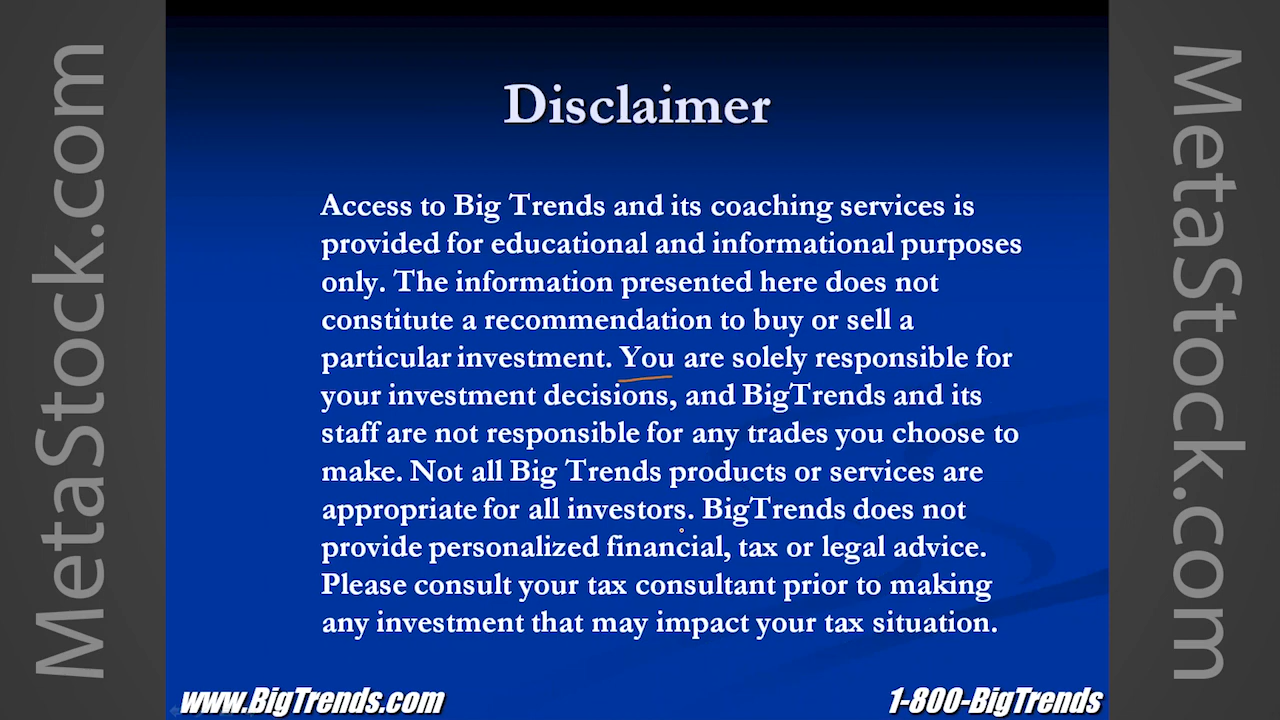 MetaStock.com
Disclaimer
Access to Big Trends and its coaching services is
provided for educational and informational purposes
only. The information presented here does not
constitute a recommendation to buy or sell a
particular investment. You are solely responsible for
your investment decisions, and BigTrends and its
staff are not responsible for any trades you choose to
make. Not all Big Trends products or services are
appropriate for all investors. BigTrends does not
provide personalized financial, tax or legal advice.
Please consult your tax consultant prior to making
any investment that may impact your tax situation.
www.BigTrends.com
1-800-BigTrends
MetaStock.com